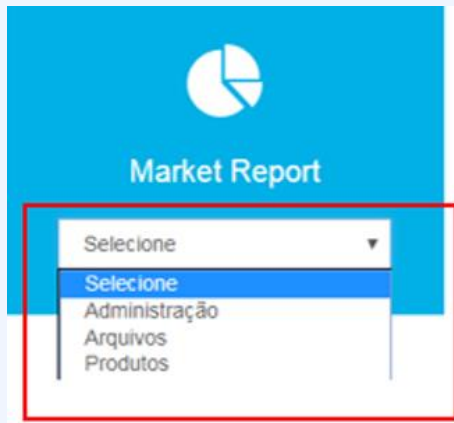 Market Report
Selecione
Selecione
Administração
Arquivos
Produtos